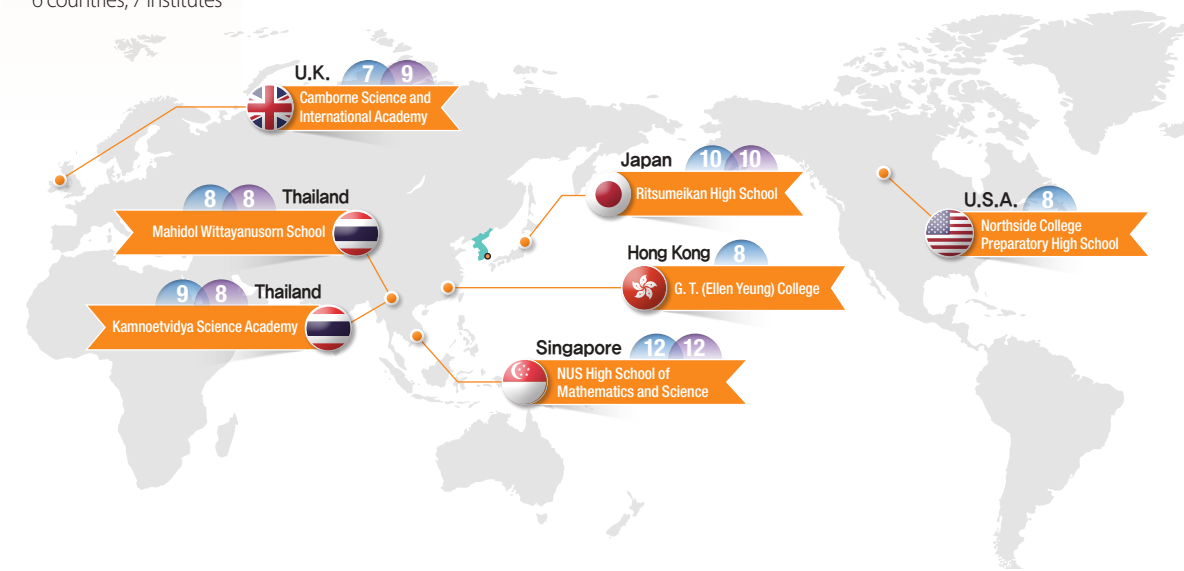 6 countries, 7 institutes
U.K. 7 9
Camborne Science and
International Academy
Japan 10 10
Ritsumeikan High School
8 8 Thailand
Mahidol Wittayanusorn School
U.S.A. 8
Northside College
Preparatory High School
Hong Kong 8
G. T. (Ellen Yeung) College
9 8 Thailand
Kamnoetvidya Science Academy
Singapore 12 12
NUS High School of
Mathematics and Science